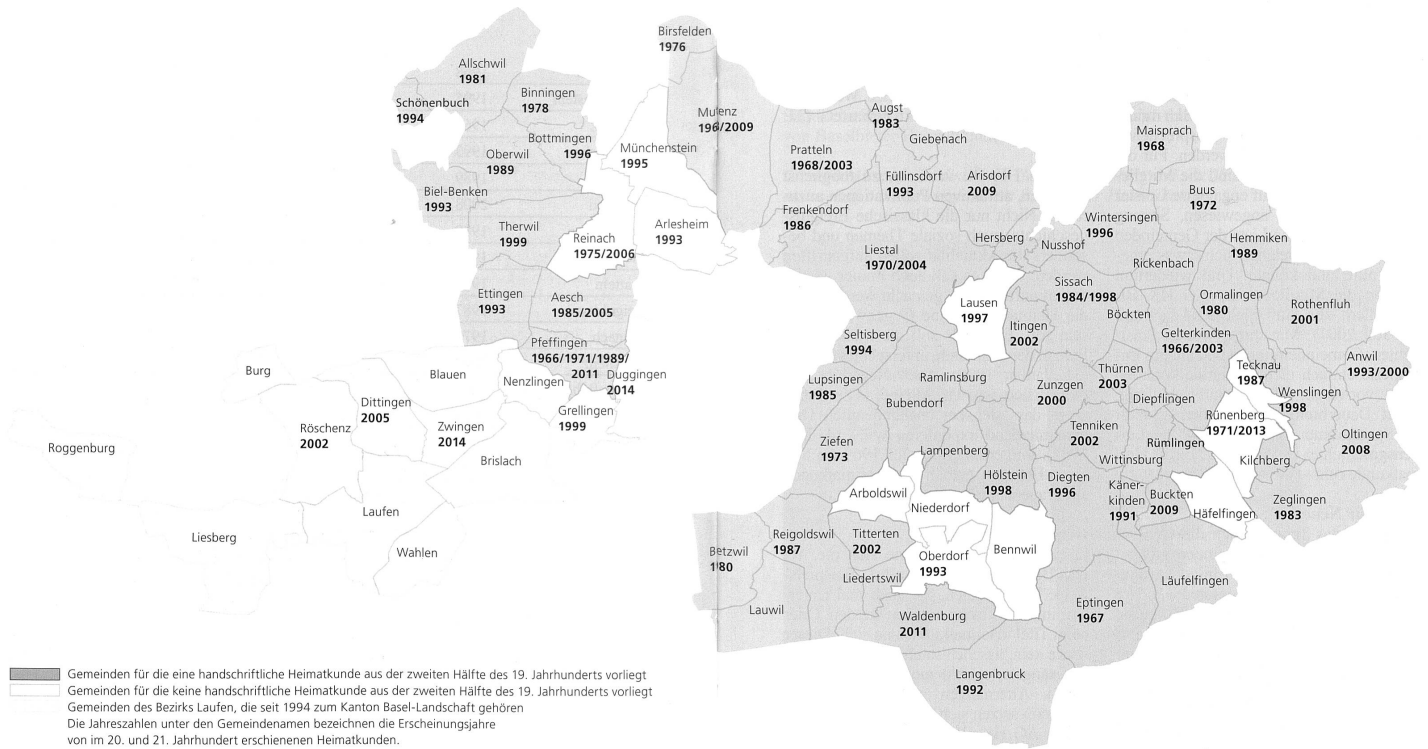 Birsfelden
1976
Allschwil
1981
Binningen
1978
Schönenbuch
1994
Bottmingen
1996
Oberwil
1989
Biel-Benken
1993
Münchenstein
1995
Therwil
1999
Reinach
1975/2006
Arlesheim
1993
Ettingen
1993
Aesch
1985/2005
Pfeffingen
1966/1971/1989/
2011
Duggingen
2014
/2009
Augst
1983
Giebenach
Pratteln
1968/2003
Füllinsdorf
1993
Arisdorf
2009
Frenkendorf
1986
Liestal
1970/2004
Hersberg
Maisprach
1968
Buus
1972
Wintersingen
1996
Nusshof
Hemmiken
1989
Rickenbach
Sissach
1984/1998
Ormalingen
1980
Rothenfluh
2001
Lausen
1997
Itingen
2002
Böckten
Gelterkinden
1966/2003
Seltisberg
1994
Anwil
1993/2000
Tecknau
1987
Thürnen
2003
Lupsingen
1985
Ramlinsburg
Zunzgen
2000
Diepflingen
Wenslingen
1998
Bubendorf
Rünenberg
1971/2013
Tenniken
2002
Rümlingen
Oltingen
2008
Ziefen
1973
Lampenberg
Wittinsburg
Kilchberg
Hölstein
1998
Diegten
1996
Känerkinden
1991
Buckten
2009
Häfelfingen
Zeglingen
1983
Arboldswil
Niederdorf
Reigoldswil
1987
Titterten
2002
Oberdorf
1993
Bennwil
Liedertswil
Läufelfingen
Lauwil
Waldenburg
2011
Eptingen
1967
Langenbruck
1992
Burg
Blauen
Nenzlingen
Dittingen
2005
Grellingen
1999
Röschenz
2002
Zwingen
2014
Roggenburg
Brislach
Laufen
Liesberg
Wahlen
Gemeinden für die eine handschriftliche Heimatkunde aus der zweiten Hälfte des 19. Jahrhunderts vorliegt
Gemeinden für die keine handschriftliche Heimatkunde aus der zweiten Hälfte des 19. Jahrhunderts vorliegt
Gemeinden des Bezirks Laufen, die seit 1994 zum Kanton Basel-Landschaft gehören
Die Jahreszahlen unter den Gemeindenamen bezeichnen die Erscheinungsjahre
von im 20. und 21. Jahrhundert erschienenen Heimatkunden.